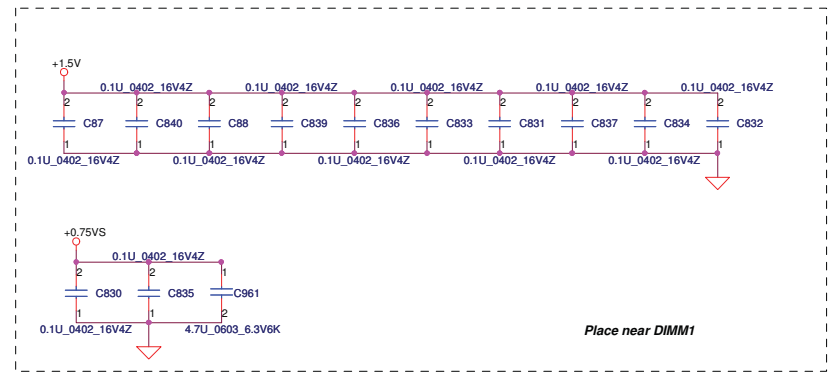 +1.5V
0.1U_0402_16V4Z 0.1U_0402_16V4Z 0.1U_0402_16V4Z 0.1U_0402_16V4Z 0.1U_0402_16V4Z
2 2 2 2 2 2 2 2 2 2
C87 C840 C88 C839 C836 C833 C831 C837 C834 C832
1 1 1 1 1 1 1 1 1 1
0.1U_0402_16V4Z 0.1U_0402_16V4Z 0.1U_0402_16V4Z 0.1U_0402_16V4Z 0.1U_0402_16V4Z
+0.75VS
0.1U_0402_16V4Z
2 2 1
C830 C835 C961
1 1 2
0.1U_0402_16V4Z 4.7U_0603_6.3V6K
Place near DIMM1